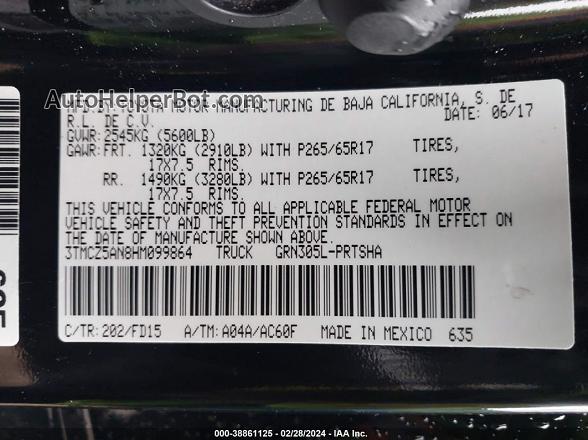 MFD.BY:TOYOTA MOTOR MANUFACTURING DE BAJA CALIFORNIA, S. DE
R.L. DE C.V. DATE: 06/17
GVWR:2545KG (5600LB)
GAWR:FRT. 1320KG (2910LB) WITH P265/65R17 TIRES,
17X7.5 RIMS.
RR. 1490KG (3280LB) WITH P265/65R17 TIRES,
17X7.5 RIMS.
THIS VEHICLE CONFORMS TO ALL APPLICABLE FEDERAL MOTOR
VEHICLE SAFETY AND THEFT PREVENTION STANDARDS IN EFFECT ON
THE DATE OF MANUFACTURE SHOWN ABOVE.
3TMCZ5AN8HM099864 TRUCK GRN305L-PRTSHA
C/TR:202/FD15 A/TM:A04A/AC60F MADE IN MEXICO 635
AutoHelperBot.com
000-38861125 - 02/28/2024 - IAA Inc.